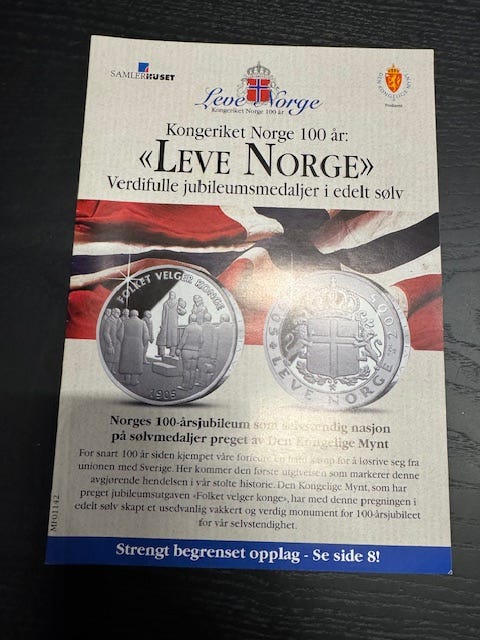 SAMLERHUSET
Leve Norge
Kongeriket Norge 100 år
DEN KONGELIGE MYNT
Kongeriket Norge 100 år:
«LEVE NORGE»
Verdifulle jubileumsmedaljer i edelt sølv
FOLKET VELGER KONGE
1905
LEVE NORGE
Norges 100-årsjubileum som selvstendig nasjon
på sølvmedaljer preget av Den Kongelige Mynt
For snart 100 år siden kjempet våre forfedre en hard kamp for å løsrive seg fra
unionen med Sverige. Her kommer den første utgivelsen som markerer denne
avgjørende hendelsen i vår stolte historie. Den Kongelige Mynt, som har
preget jubileumsutgaven «Folket velger konge», har med denne pregningen i
edelt sølv skapt et usedvanlig vakkert og verdig monument for 100-årsjubileet
for vår selvstendighet.
MF01142
Strengt begrenset opplag - Se side 8!